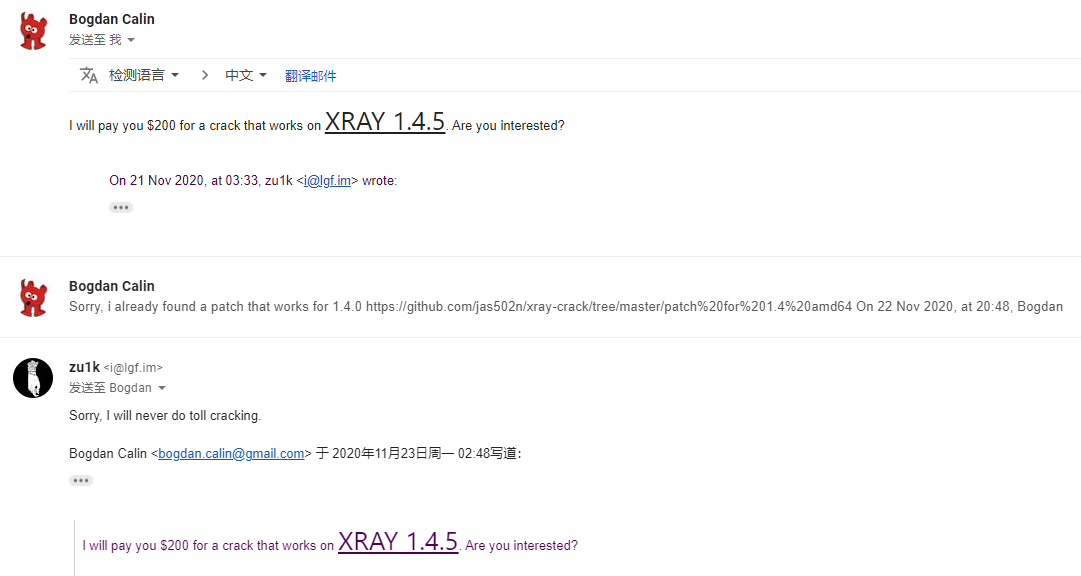 Bogdan Calin
发送至 我
检测语言 > 中文 翻译邮件
I will pay you $200 for a crack that works on XRAY 1.4.5. Are you interested?
On 21 Nov 2020, at 03:33, zu1k <i@lgf.im> wrote:
Bogdan Calin
Sorry, i already found a patch that works for 1.4.0 https://github.com/jas502n/xray-crack/tree/master/patch%20for%201.4%20amd64 On 22 Nov 2020, at 20:48, Bogdan
zu1k <i@lgf.im>
发送至 Bogdan
Sorry, I will never do toll cracking.
Bogdan Calin <bogdan.calin@gmail.com> 于 2020年11月23日周一 02:48写道：
I will pay you $200 for a crack that works on XRAY 1.4.5. Are you interested?